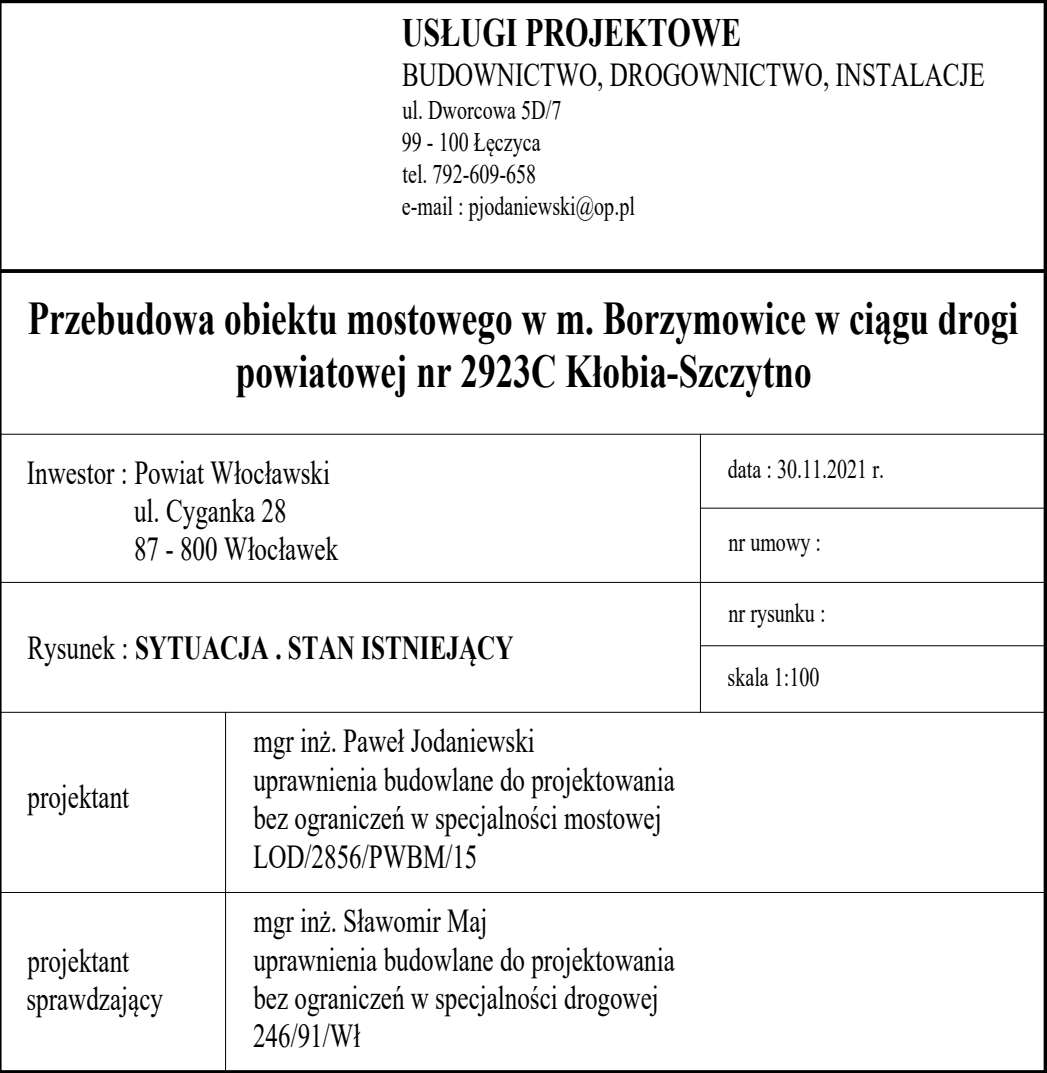 USŁUGI PROJEKTOWE
BUDOWNICTWO, DROGOWNICTWO, INSTALACJE
ul. Dworcowa 5D/7
99 - 100 Łęczyca
tel. 792-609-658
e-mail : pjodaniewski@op.pl
Przebudowa obiektu mostowego w m. Borzymowice w ciągu drogi
powiatowej nr 2923C Kłobia-Szczytno
Inwestor : Powiat Włocławski
ul. Cyganka 28
87 - 800 Włocławek
data : 30.11.2021 r.
nr umowy :
Rysunek : SYTUACJA . STAN ISTNIEJĄCY
nr rysunku :
skala 1:100
projektant
mgr inż. Paweł Jodaniewski
uprawnienia budowlane do projektowania
bez ograniczeń w specjalności mostowej
LOD/2856/PWBM/15
projektant
sprawdzający
mgr inż. Sławomir Maj
uprawnienia budowlane do projektowania
bez ograniczeń w specjalności drogowej
246/91/Wł